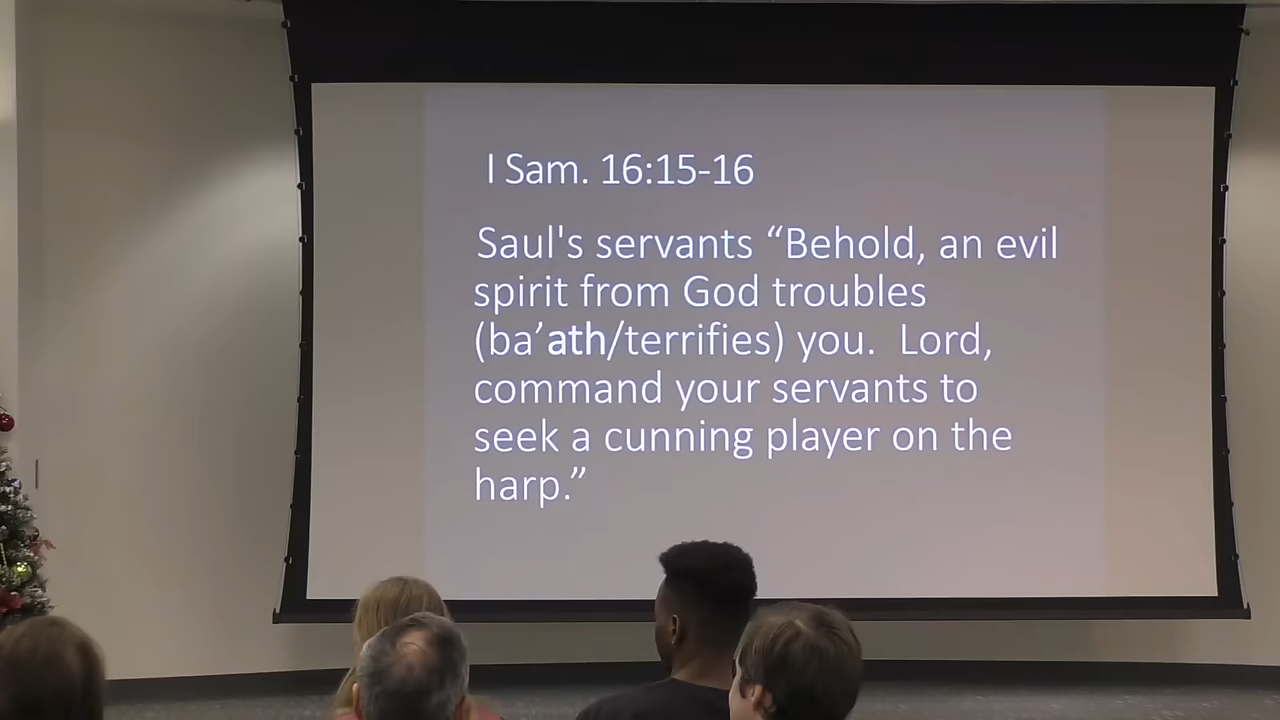 I Sam. 16:15-16
Saul's servants “Behold, an evil
spirit from God troubles
(ba’ath/terrifies) you.  Lord,
command your servants to
seek a cunning player on the
harp.”